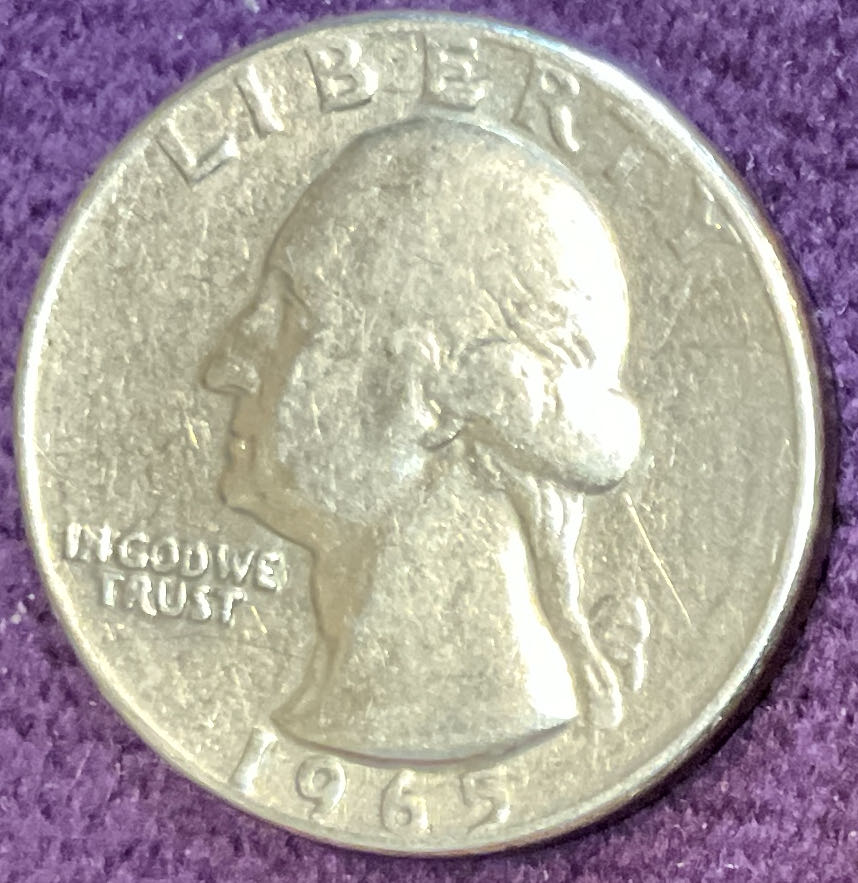 LIBERTY
IN GOD WE
TRUST
1965